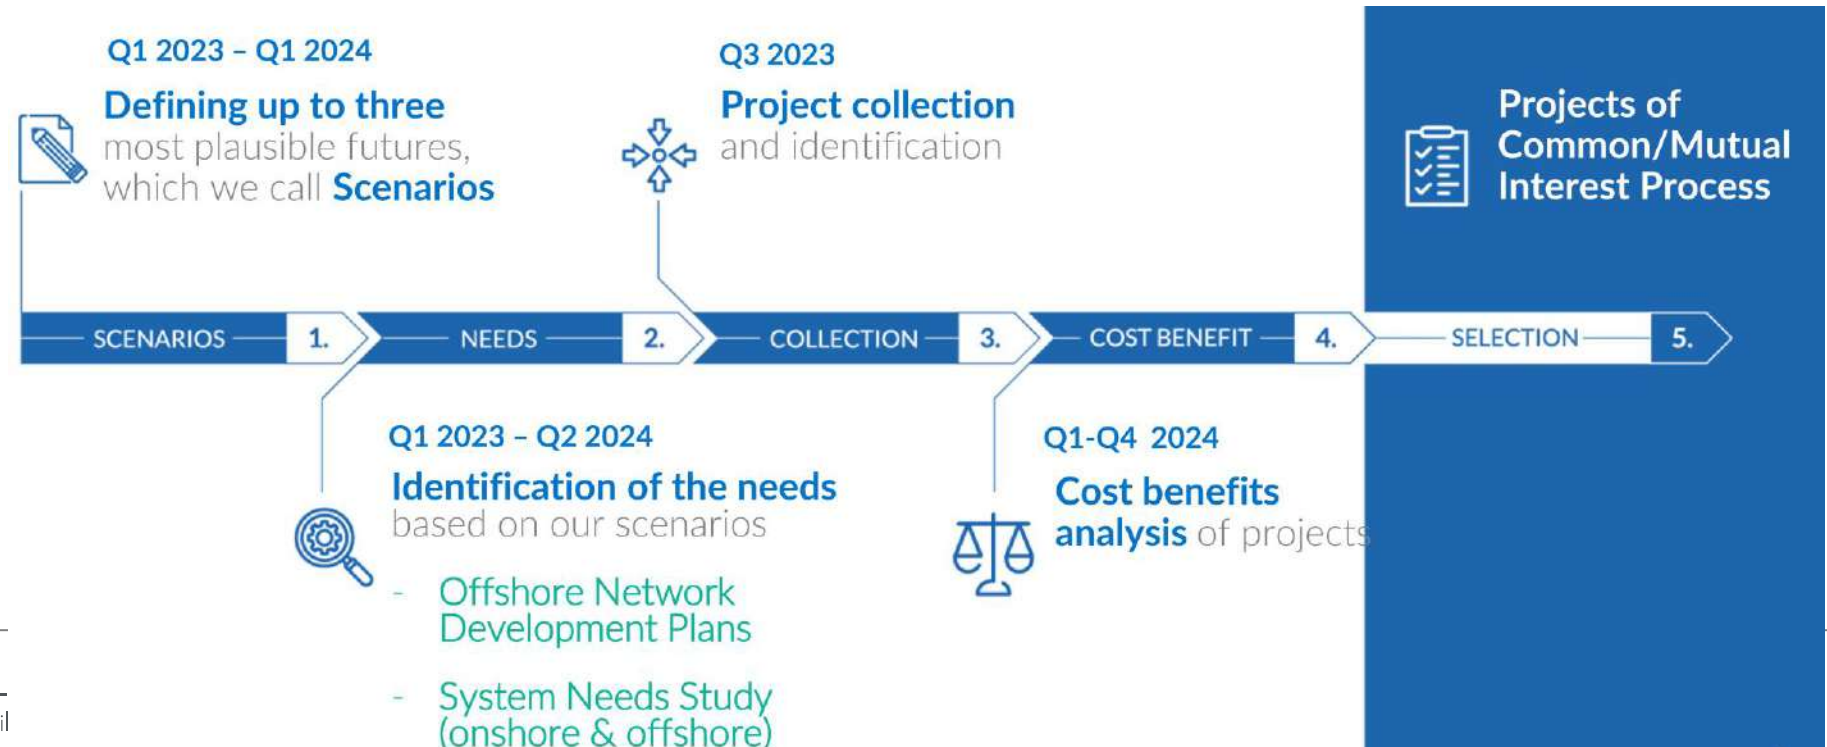 Q1 2023 – Q1 2024
Defining up to three
most plausible futures,
which we call Scenarios
Q3 2023
Project collection
and identification
Projects of
Common/Mutual
Interest Process
SCENARIOS 1. NEEDS 2. COLLECTION 3. COST BENEFIT 4. SELECTION 5.
Q1 2023 – Q2 2024
Identification of the needs
based on our scenarios
- Offshore Network
Development Plans
- System Needs Study
(onshore & offshore)
Q1-Q4 2024
Cost benefits
analysis of projects